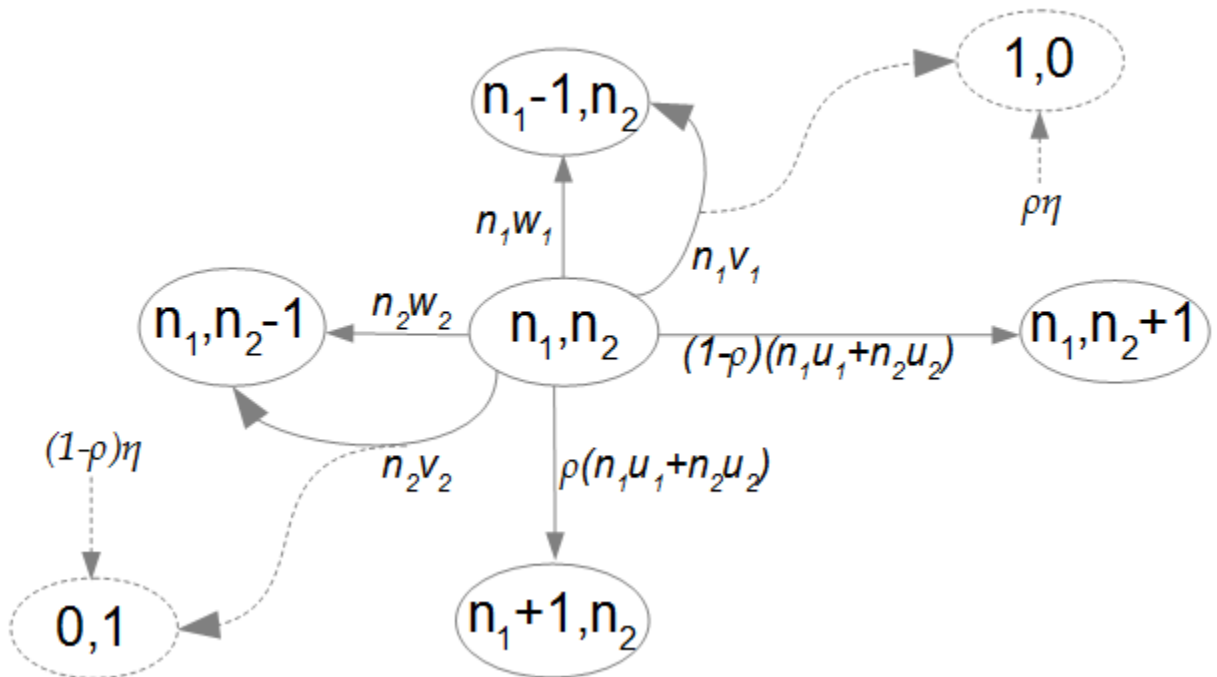 1,0
n₁-1,n₂
ρη
n₁w₁
n₁v₁
n₁,n₂-1
n₂w₂
n₁,n₂
(1-ρ)(n₁u₁+n₂u₂)
n₁,n₂+1
(1-ρ)η
n₂v₂
ρ(n₁u₁+n₂u₂)
0,1
n₁+1,n₂